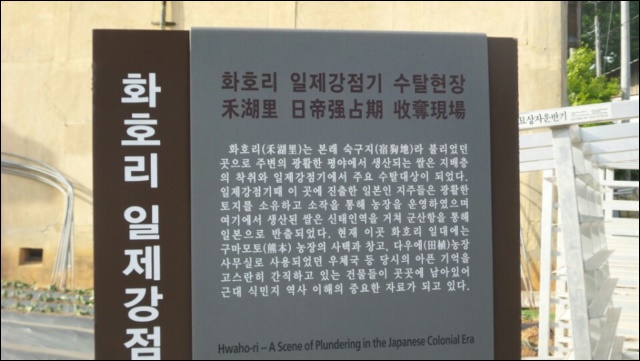 화호리 일제강점
화호리 일제강점기 수탈현장
禾湖里 日帝强占期 收奪現場
화호리(禾湖里)는 본래 숙구지(宿狗地)라 불리었던
곳으로 주변의 광활한 평야에서 생산되는 쌀은 지배층
의 착취와 일제강점기에서 주요 수탈대상이 되었다.
일제강점기때 이 곳에 진출한 일본인 지주들은 광활한
토지를 소유하고 소작을 통해 농장을 운영하였으며
여기에서 생산된 쌀은 신태인역을 거쳐 군산항을 통해
일본으로 반출되었다. 현재 이곳 화호리 일대에는
구마모토(熊本) 농장의 사택과 창고, 다우에(田植)농장
사무실로 사용되었던 우체국 등 당시의 아픈 기억을
고스란히 간직하고 있는 건물들이 곳곳에 남아있어
근대 식민지 역사 이해의 중요한 자료가 되고 있다.
Hwaho-ri – A Scene of Plundering in the Japanese Colonial Era